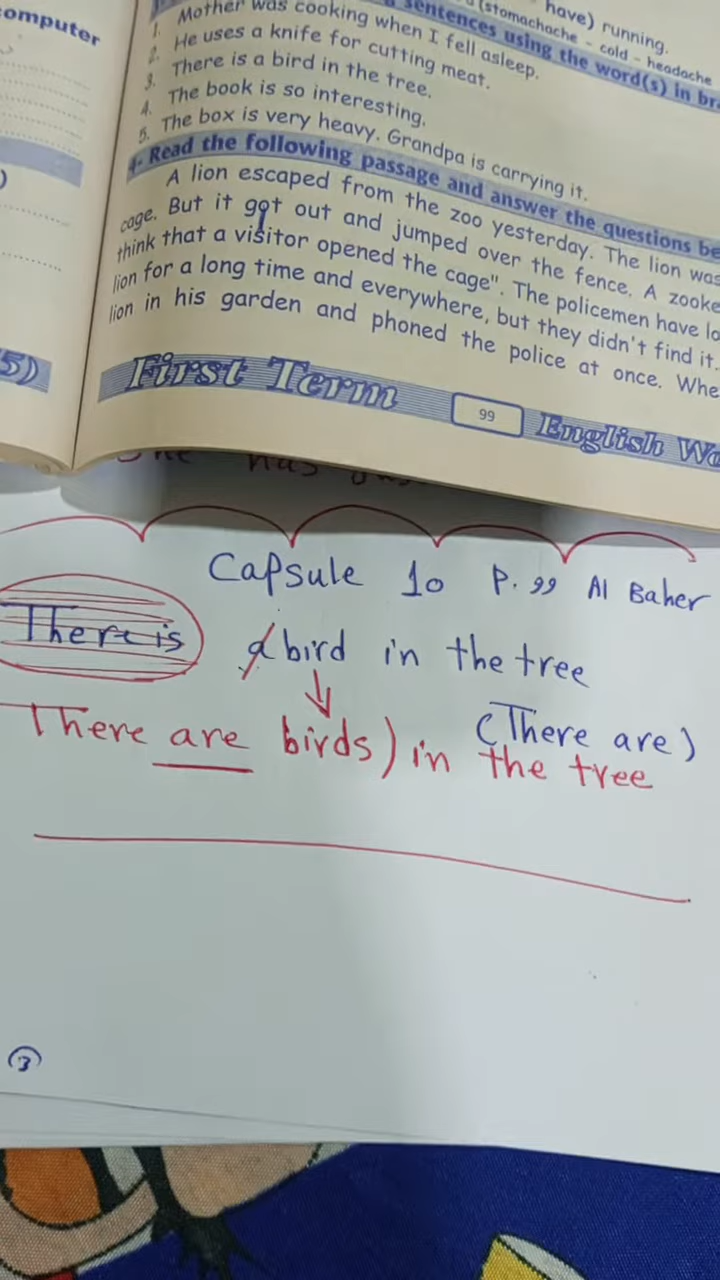 omputer
have) running.
(stomachache - cold - headache
sentences using the word(s) in br
1. Mother was cooking when I fell asleep.
2. He uses a knife for cutting meat.
3. There is a bird in the tree.
4. The book is so interesting.
5. The box is very heavy. Grandpa is carrying it.
4- Read the following passage and answer the questions be
A lion escaped from the zoo yesterday. The lion was
cage. But it got out and jumped over the fence. A zooke
think that a visitor opened the cage". The policemen have lo
lion for a long time and everywhere, but they didn't find it.
lion in his garden and phoned the police at once. Whe
5)
First Term
99
English Wo
has
Capsule 10 P. 99 Al Baher
There is a bird in the tree
(There are)
There are birds) in the tree
3